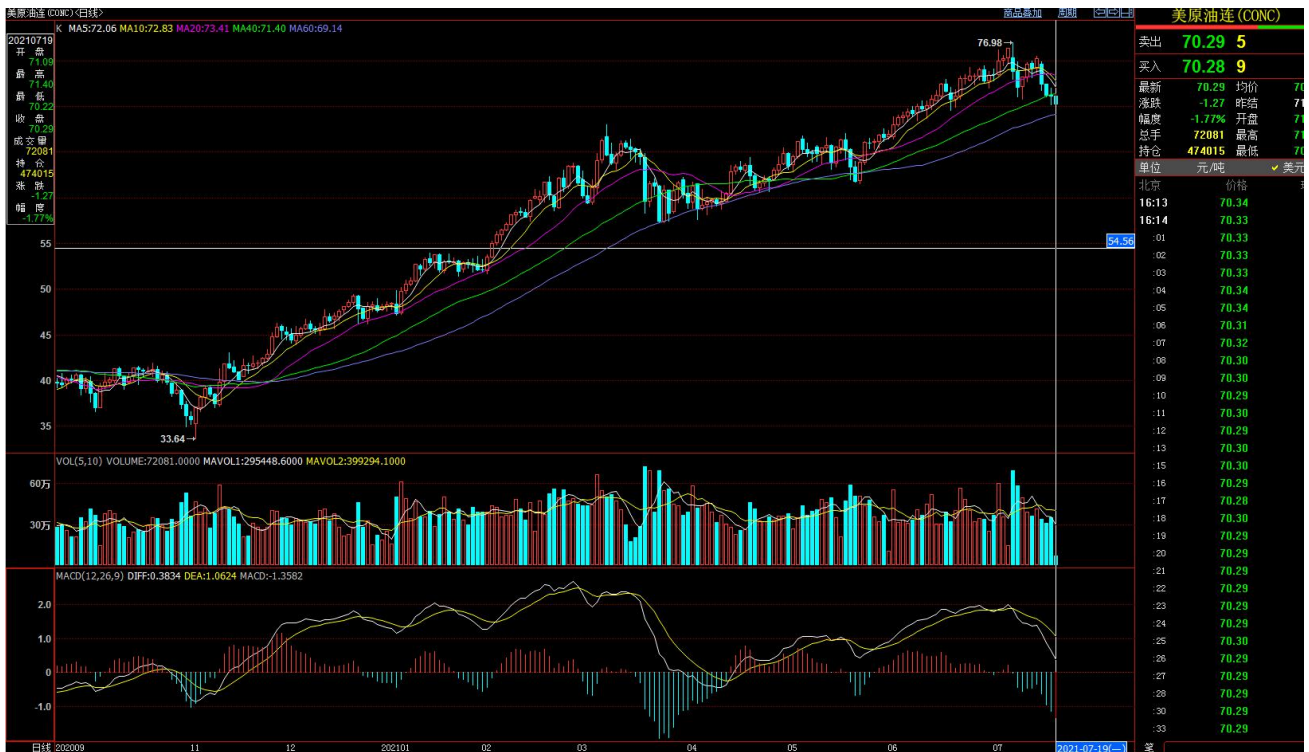 美原油连(CONC)<日线>
商品叠加 周期
K MA5:72.06 MA10:72.83 MA20:73.41 MA40:71.40 MA60:69.14
20210719
开 盘
71.09
最 高
71.40
最 低
70.22
收 盘
70.29
成交量
72081
持 仓
474015
涨 跌
-1.27
幅 度
-1.77%
76.98
55
54.56
50
45
40
35
33.64
VOL(5,10) VOLUME:72081.0000 MAVOL1:295448.6000 MAVOL2:399294.1000
60万
30万
MACD(12,26,9) DIFF:0.3834 DEA:1.0624 MACD:-1.3582
2.0
1.0
0
-1.0
日线 202009 11 12 202101 02 03 04 05 06 07 2021-07-19(一)
美原油连(CONC)
卖出 70.29 5
买入 70.28 9
最新 70.29 均价 70
涨跌 -1.27 昨结 71
幅度 -1.77% 开盘 71
总手 72081 最高 71
持仓 474015 最低 70
单位 元/吨 美元
北京 价格
16:13 70.34
16:14 70.33
:01 70.33
:02 70.33
:03 70.33
:04 70.34
:05 70.34
:06 70.31
:07 70.32
:08 70.30
:09 70.30
:10 70.29
:11 70.30
:12 70.29
:13 70.30
:15 70.30
:16 70.29
:17 70.28
:18 70.30
:19 70.29
:20 70.29
:21 70.29
:22 70.29
:23 70.29
:24 70.29
:25 70.30
:26 70.29
:27 70.29
:28 70.29
:30 70.29
:33 70.29
笔